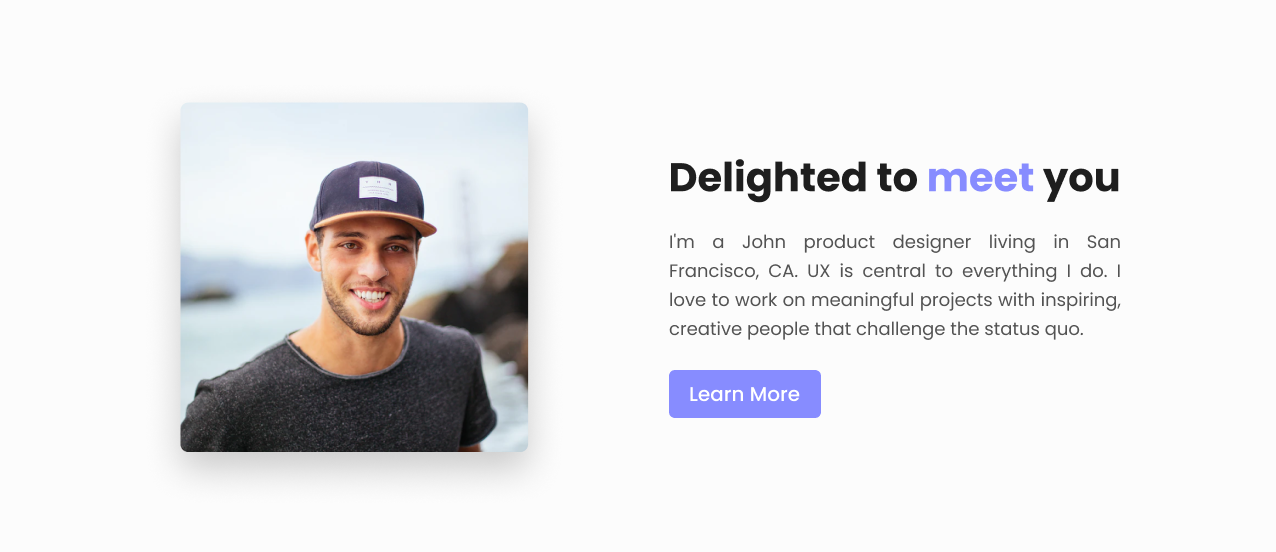 Delighted to meet you
I'm a John product designer living in San
Francisco, CA. UX is central to everything I do. I
love to work on meaningful projects with inspiring,
creative people that challenge the status quo.
Learn More